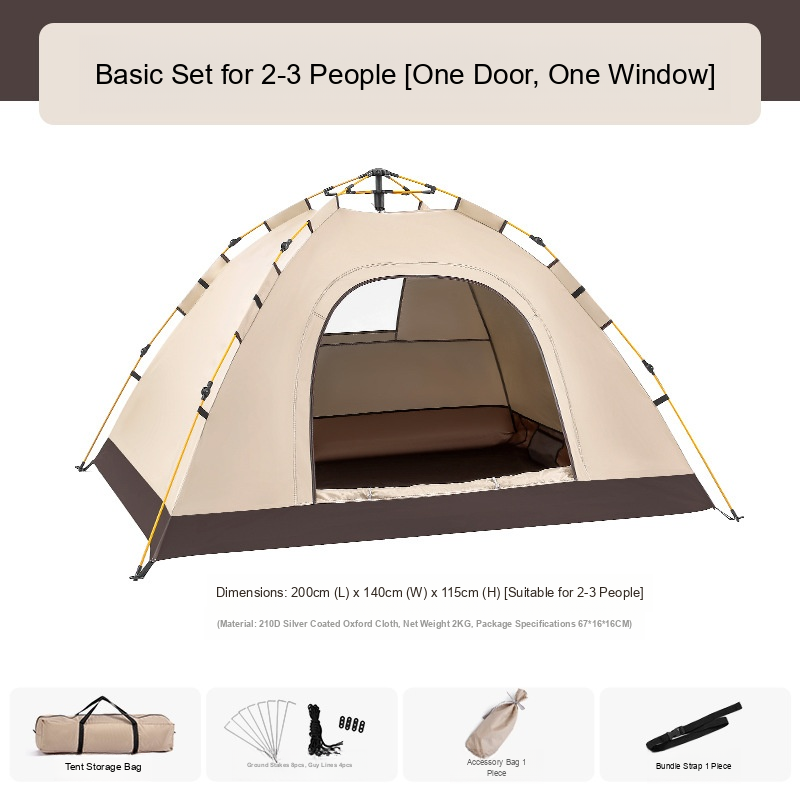 Basic Set for 2-3 People [One Door, One Window]
Dimensions: 200cm (L) x 140cm (W) x 115cm (H) [Suitable for 2-3 People]
(Material: 210D Silver Coated Oxford Cloth, Net Weight 2KG, Package Specifications 67*16*16CM)
Tent Storage Bag
Ground Stakes 8pcs, Guy Lines 4pcs
Accessory Bag 1
Piece
Bundle Strap 1 Piece